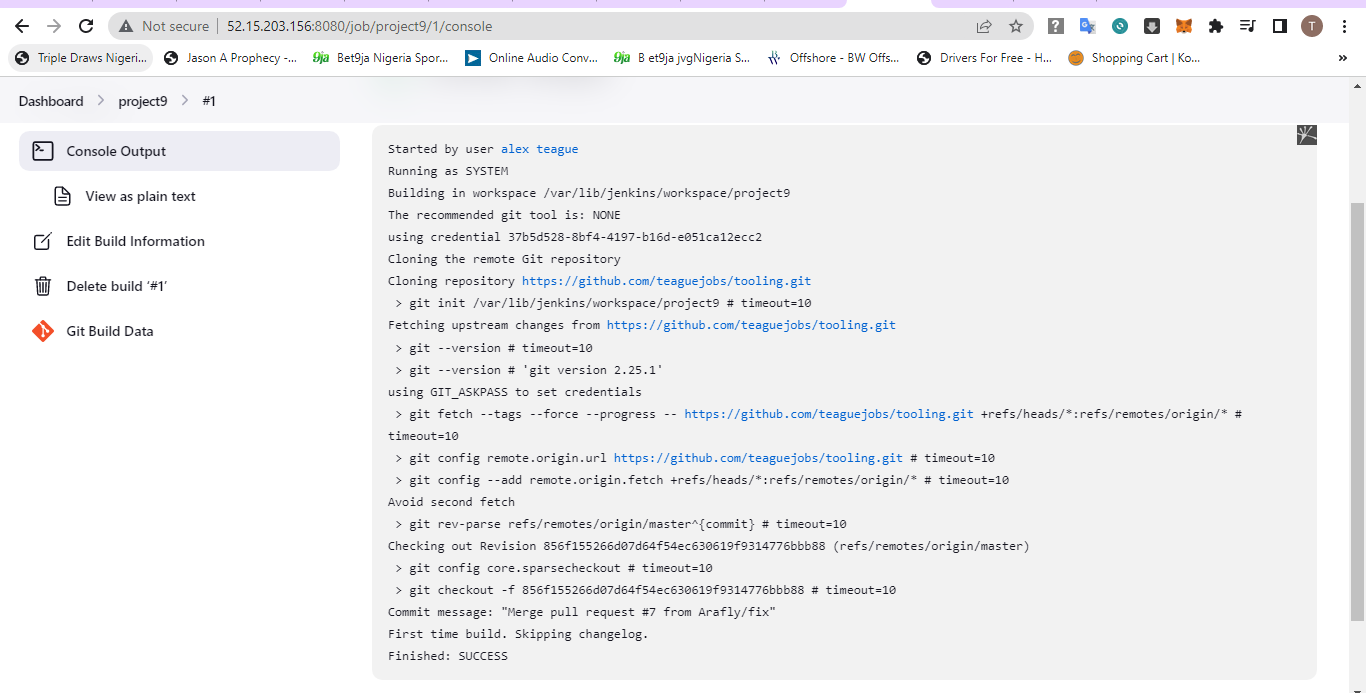 Not secure | 52.15.203.156:8080/job/project9/1/console
T
Triple Draws Nigeri... Jason A Prophecy -... 9ja Bet9ja Nigeria Spor... Online Audio Conv... 9ja B et9ja jvgNigeria S... Offshore - BW Offs... Drivers For Free - H... Shopping Cart | Ko... »
Dashboard > project9 > #1
Console Output
View as plain text
Edit Build Information
Delete build ‘#1’
Git Build Data
Started by user alex teague
Running as SYSTEM
Building in workspace /var/lib/jenkins/workspace/project9
The recommended git tool is: NONE
using credential 37b5d528-8bf4-4197-b16d-e051ca12ecc2
Cloning the remote Git repository
Cloning repository https://github.com/teaguejobs/tooling.git
> git init /var/lib/jenkins/workspace/project9 # timeout=10
Fetching upstream changes from https://github.com/teaguejobs/tooling.git
> git --version # timeout=10
> git --version # 'git version 2.25.1'
using GIT_ASKPASS to set credentials
> git fetch --tags --force --progress -- https://github.com/teaguejobs/tooling.git +refs/heads/*:refs/remotes/origin/* #
timeout=10
> git config remote.origin.url https://github.com/teaguejobs/tooling.git # timeout=10
> git config --add remote.origin.fetch +refs/heads/*:refs/remotes/origin/* # timeout=10
Avoid second fetch
> git rev-parse refs/remotes/origin/master^{commit} # timeout=10
Checking out Revision 856f155266d07d64f54ec630619f9314776bbb88 (refs/remotes/origin/master)
> git config core.sparsecheckout # timeout=10
> git checkout -f 856f155266d07d64f54ec630619f9314776bbb88 # timeout=10
Commit message: "Merge pull request #7 from Arafly/fix"
First time build. Skipping changelog.
Finished: SUCCESS